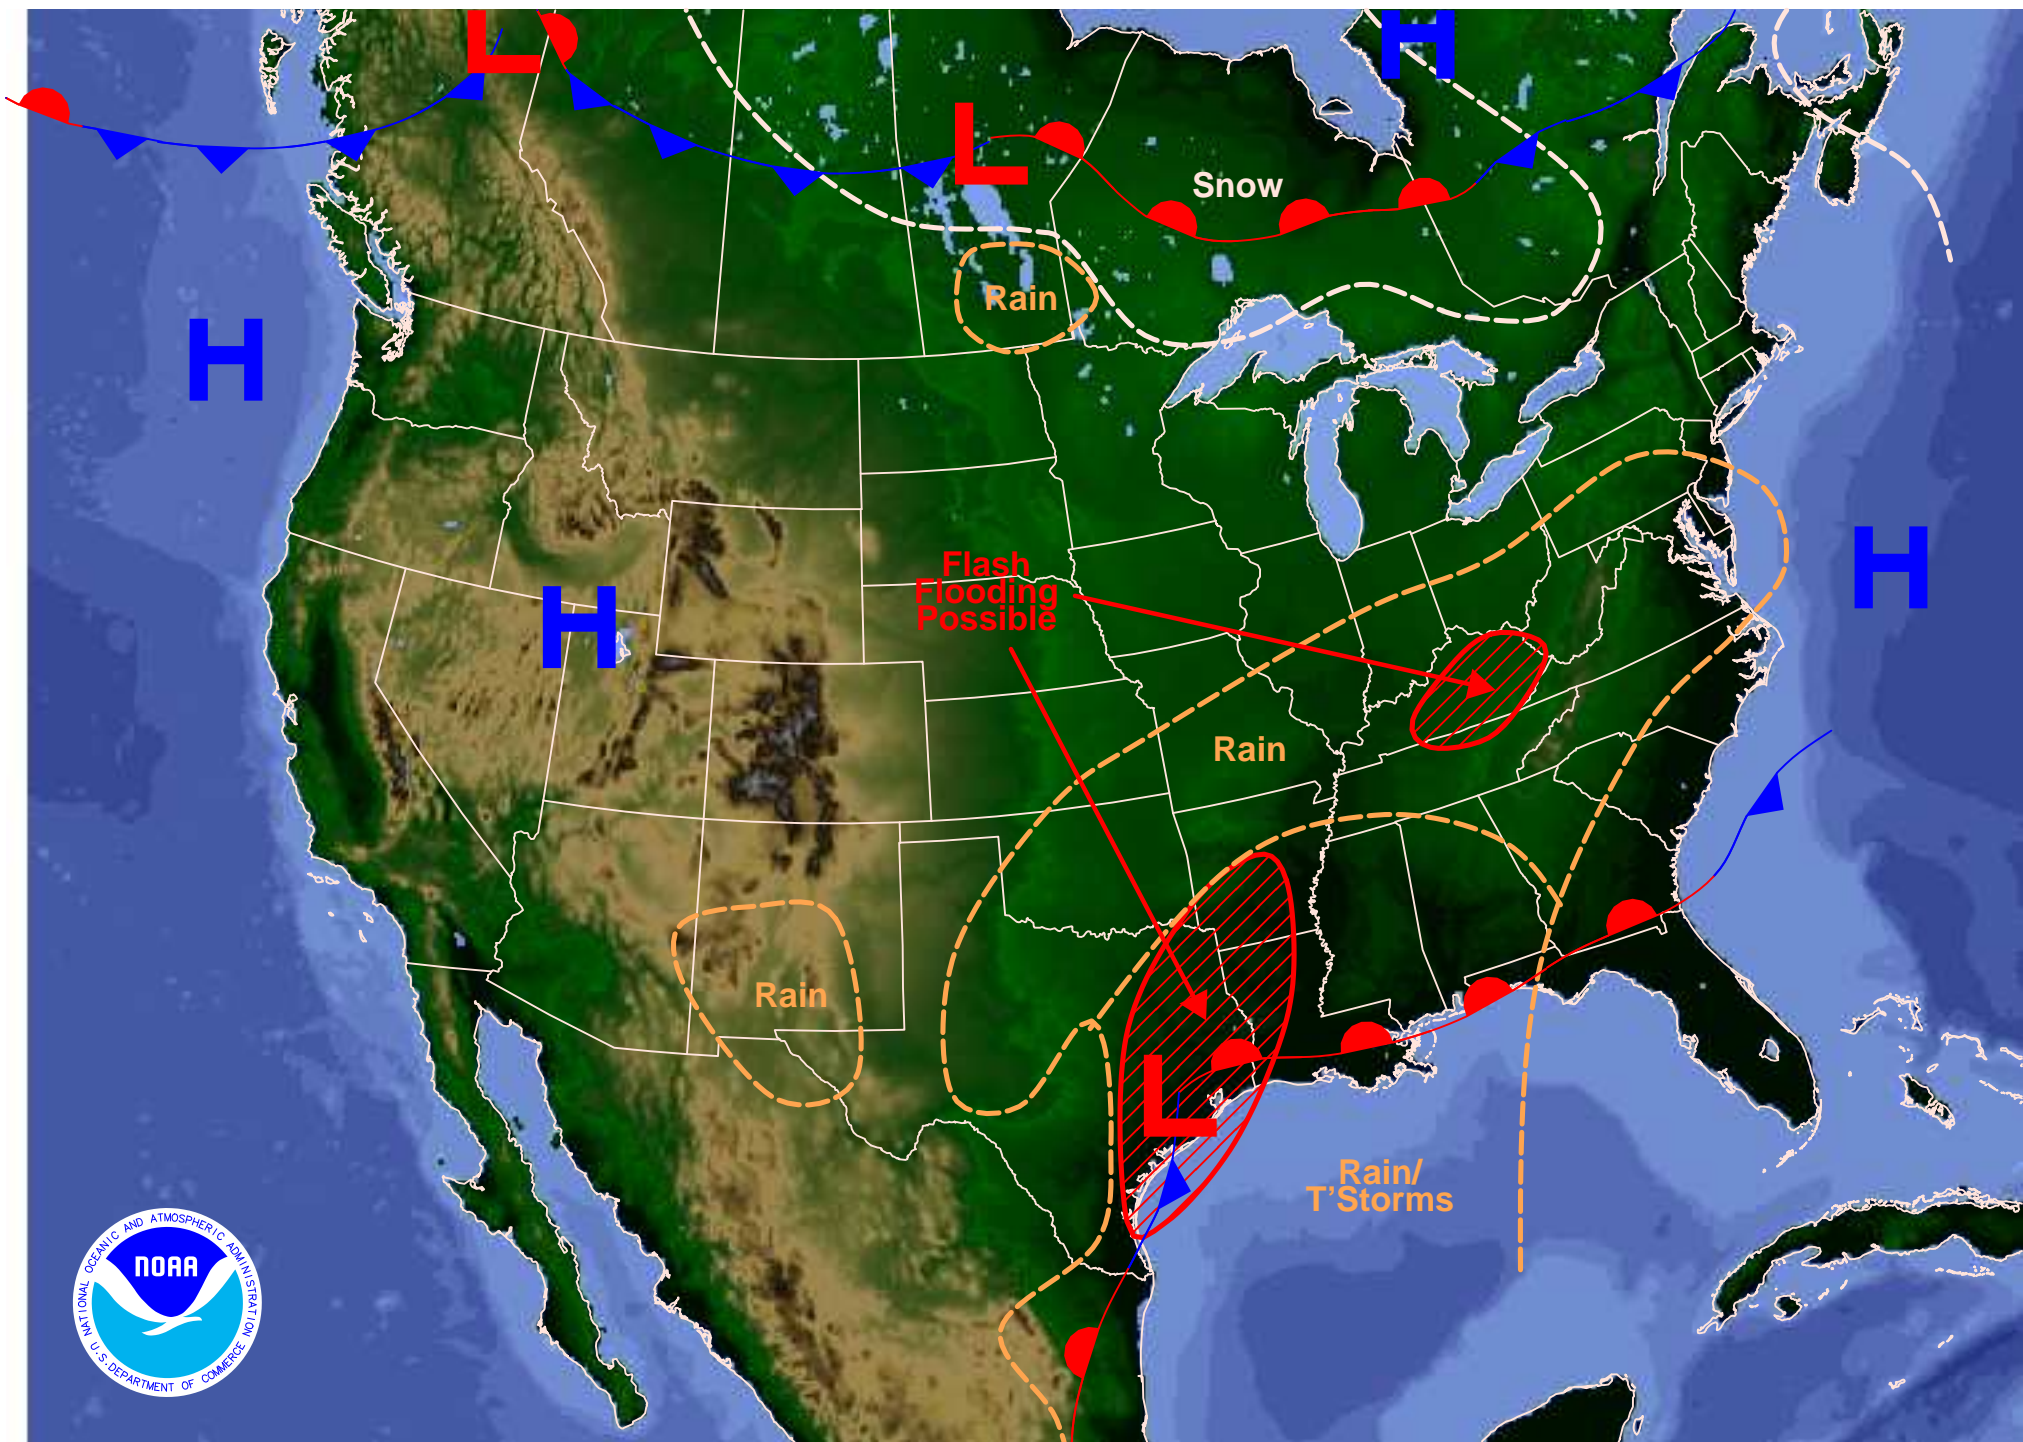 L
H
L
Snow
Rain
H
Flash
Flooding
Possible
H
H
Rain
Rain
L
Rain/
T'Storms
NATIONAL OCEANIC AND ATMOSPHERIC ADMINISTRATION
NOAA
U.S. DEPARTMENT OF COMMERCE